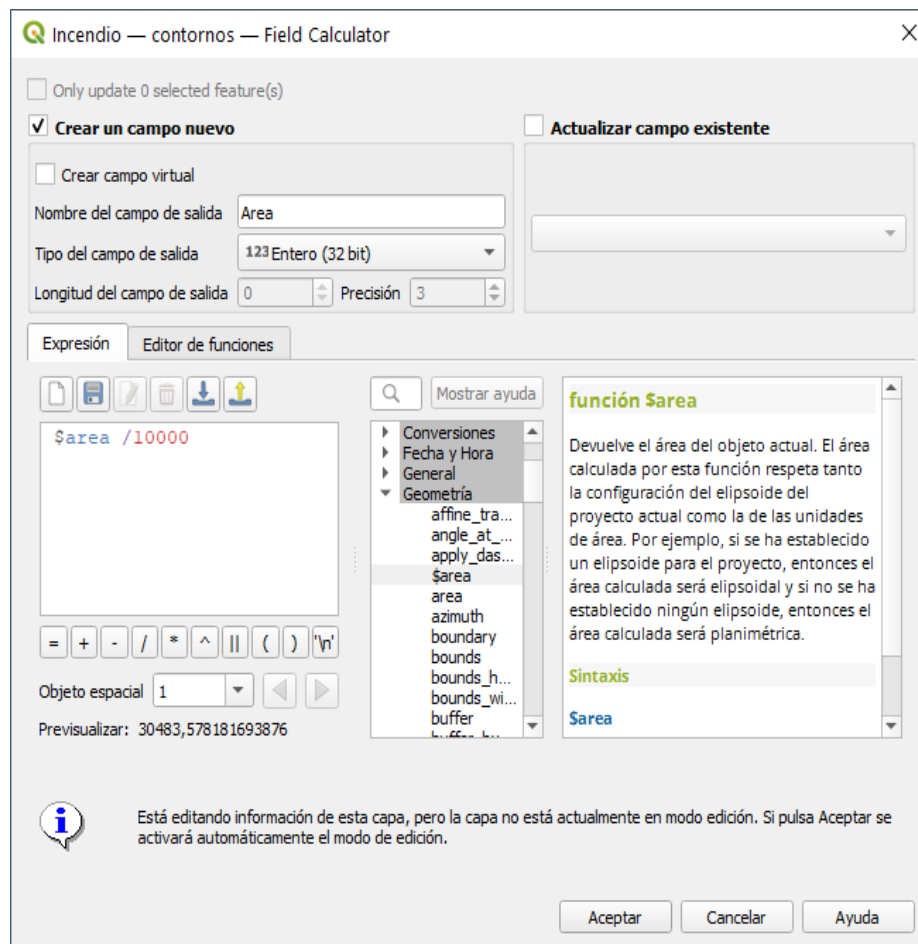 Incendio — contornos — Field Calculator
Only update 0 selected feature(s)
Crear un campo nuevo
Actualizar campo existente
Crear campo virtual
Nombre del campo de salida Area
Tipo del campo de salida 123 Entero (32 bit)
Longitud del campo de salida 0 Precisión 3
Expresión Editor de funciones
$area /10000
= + - / * ^ || ( ) '\n'
Objeto espacial 1
Previsualizar: 30483,578181693876
Mostrar ayuda
Conversiones
Fecha y Hora
General
Geometría
affine_tra...
angle_at_...
apply_das...
$area
area
azimuth
boundary
bounds
bounds_h...
bounds_wi...
buffer
función $area
Devuelve el área del objeto actual. El área
calculada por esta función respeta tanto
la configuración del elipsoide del
proyecto actual como la de las unidades
de área. Por ejemplo, si se ha establecido
un elipsoide para el proyecto, entonces el
área calculada será elipsoidal y si no se ha
establecido ningún elipsoide, entonces el
área calculada será planimétrica.
Sintaxis
$area
Está editando información de esta capa, pero la capa no está actualmente en modo edición. Si pulsa Aceptar se
activará automáticamente el modo de edición.
Aceptar Cancelar Ayuda